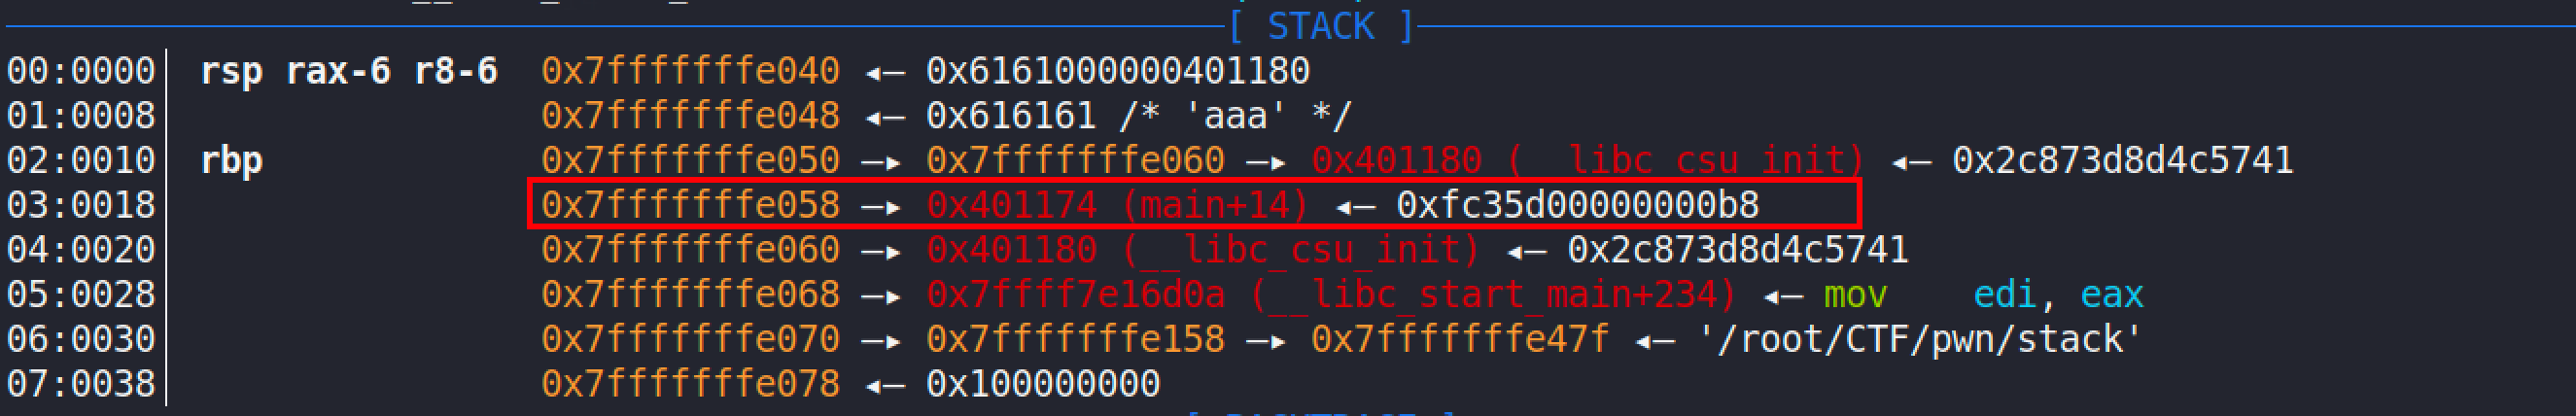 [ STACK ]
00:0000│ rsp rax-6 r8-6 0x7fffffffe040 ◂— 0x6161000000401180
01:0008│ 0x7fffffffe048 ◂— 0x616161 /* 'aaa' */
02:0010│ rbp 0x7fffffffe050 —▸ 0x7fffffffe060 —▸ 0x401180 (__libc_csu_init) ◂— 0x2c873d8d4c5741
03:0018│ 0x7fffffffe058 —▸ 0x401174 (main+14) ◂— 0xfc35d00000000b8
04:0020│ 0x7fffffffe060 —▸ 0x401180 (__libc_csu_init) ◂— 0x2c873d8d4c5741
05:0028│ 0x7fffffffe068 —▸ 0x7ffff7e16d0a (__libc_start_main+234) ◂— mov edi, eax
06:0030│ 0x7fffffffe070 —▸ 0x7fffffffe158 —▸ 0x7fffffffe47f ◂— '/root/CTF/pwn/stack'
07:0038│ 0x7fffffffe078 ◂— 0x100000000